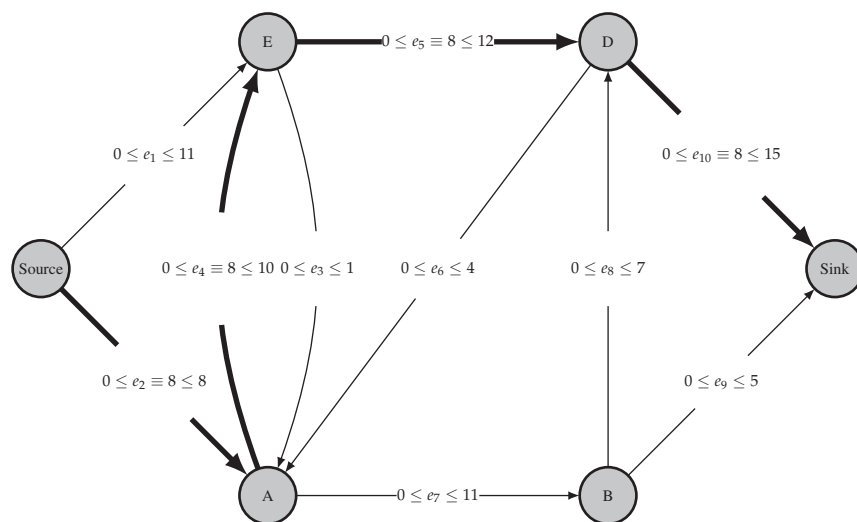 E
D
0 ≤ e₅ ≡ 8 ≤ 12
0 ≤ e₁ ≤ 11
0 ≤ e₁₀ ≡ 8 ≤ 15
Source
0 ≤ e₄ ≡ 8 ≤ 10
0 ≤ e₃ ≤ 1
0 ≤ e₆ ≤ 4
0 ≤ e₈ ≤ 7
Sink
0 ≤ e₂ ≡ 8 ≤ 8
0 ≤ e₉ ≤ 5
A
0 ≤ e₇ ≤ 11
B